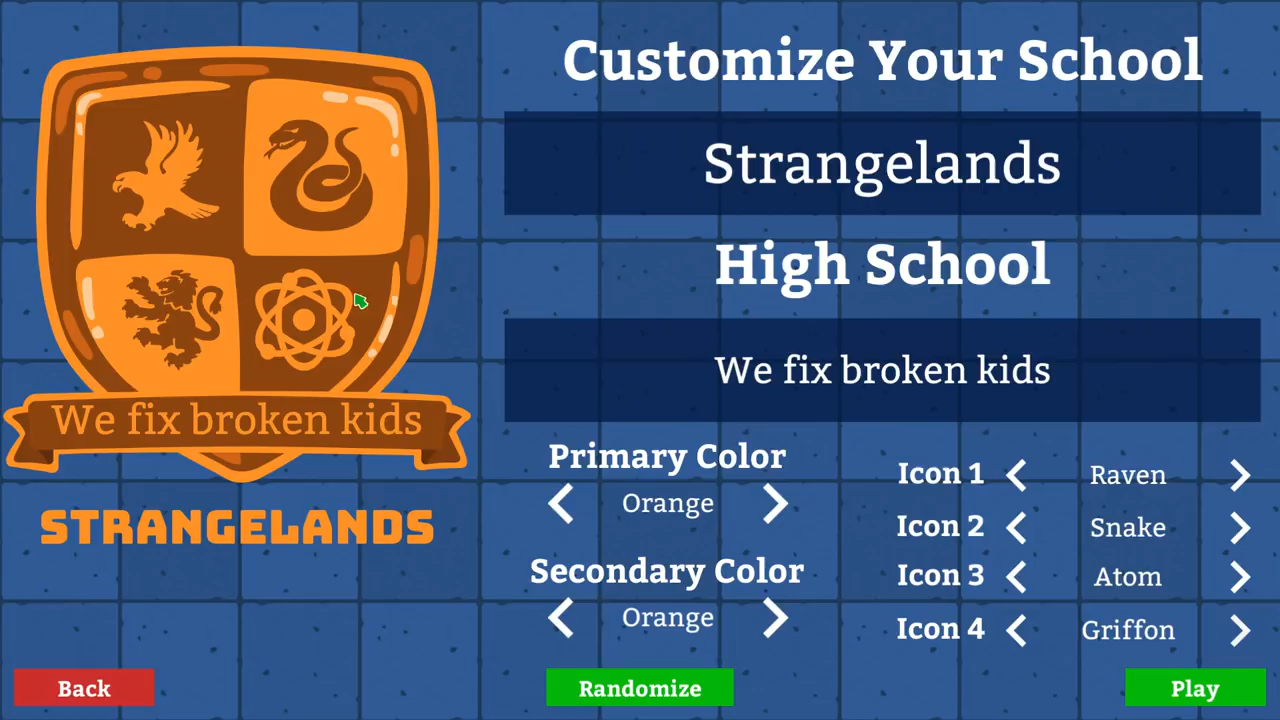 Customize Your School
Strangelands
High School
We fix broken kids
We fix broken kids
STRANGELANDS
Primary Color
Orange
Secondary Color
Orange
Icon 1 Raven
Icon 2 Snake
Icon 3 Atom
Icon 4 Griffon
Back
Randomize
Play